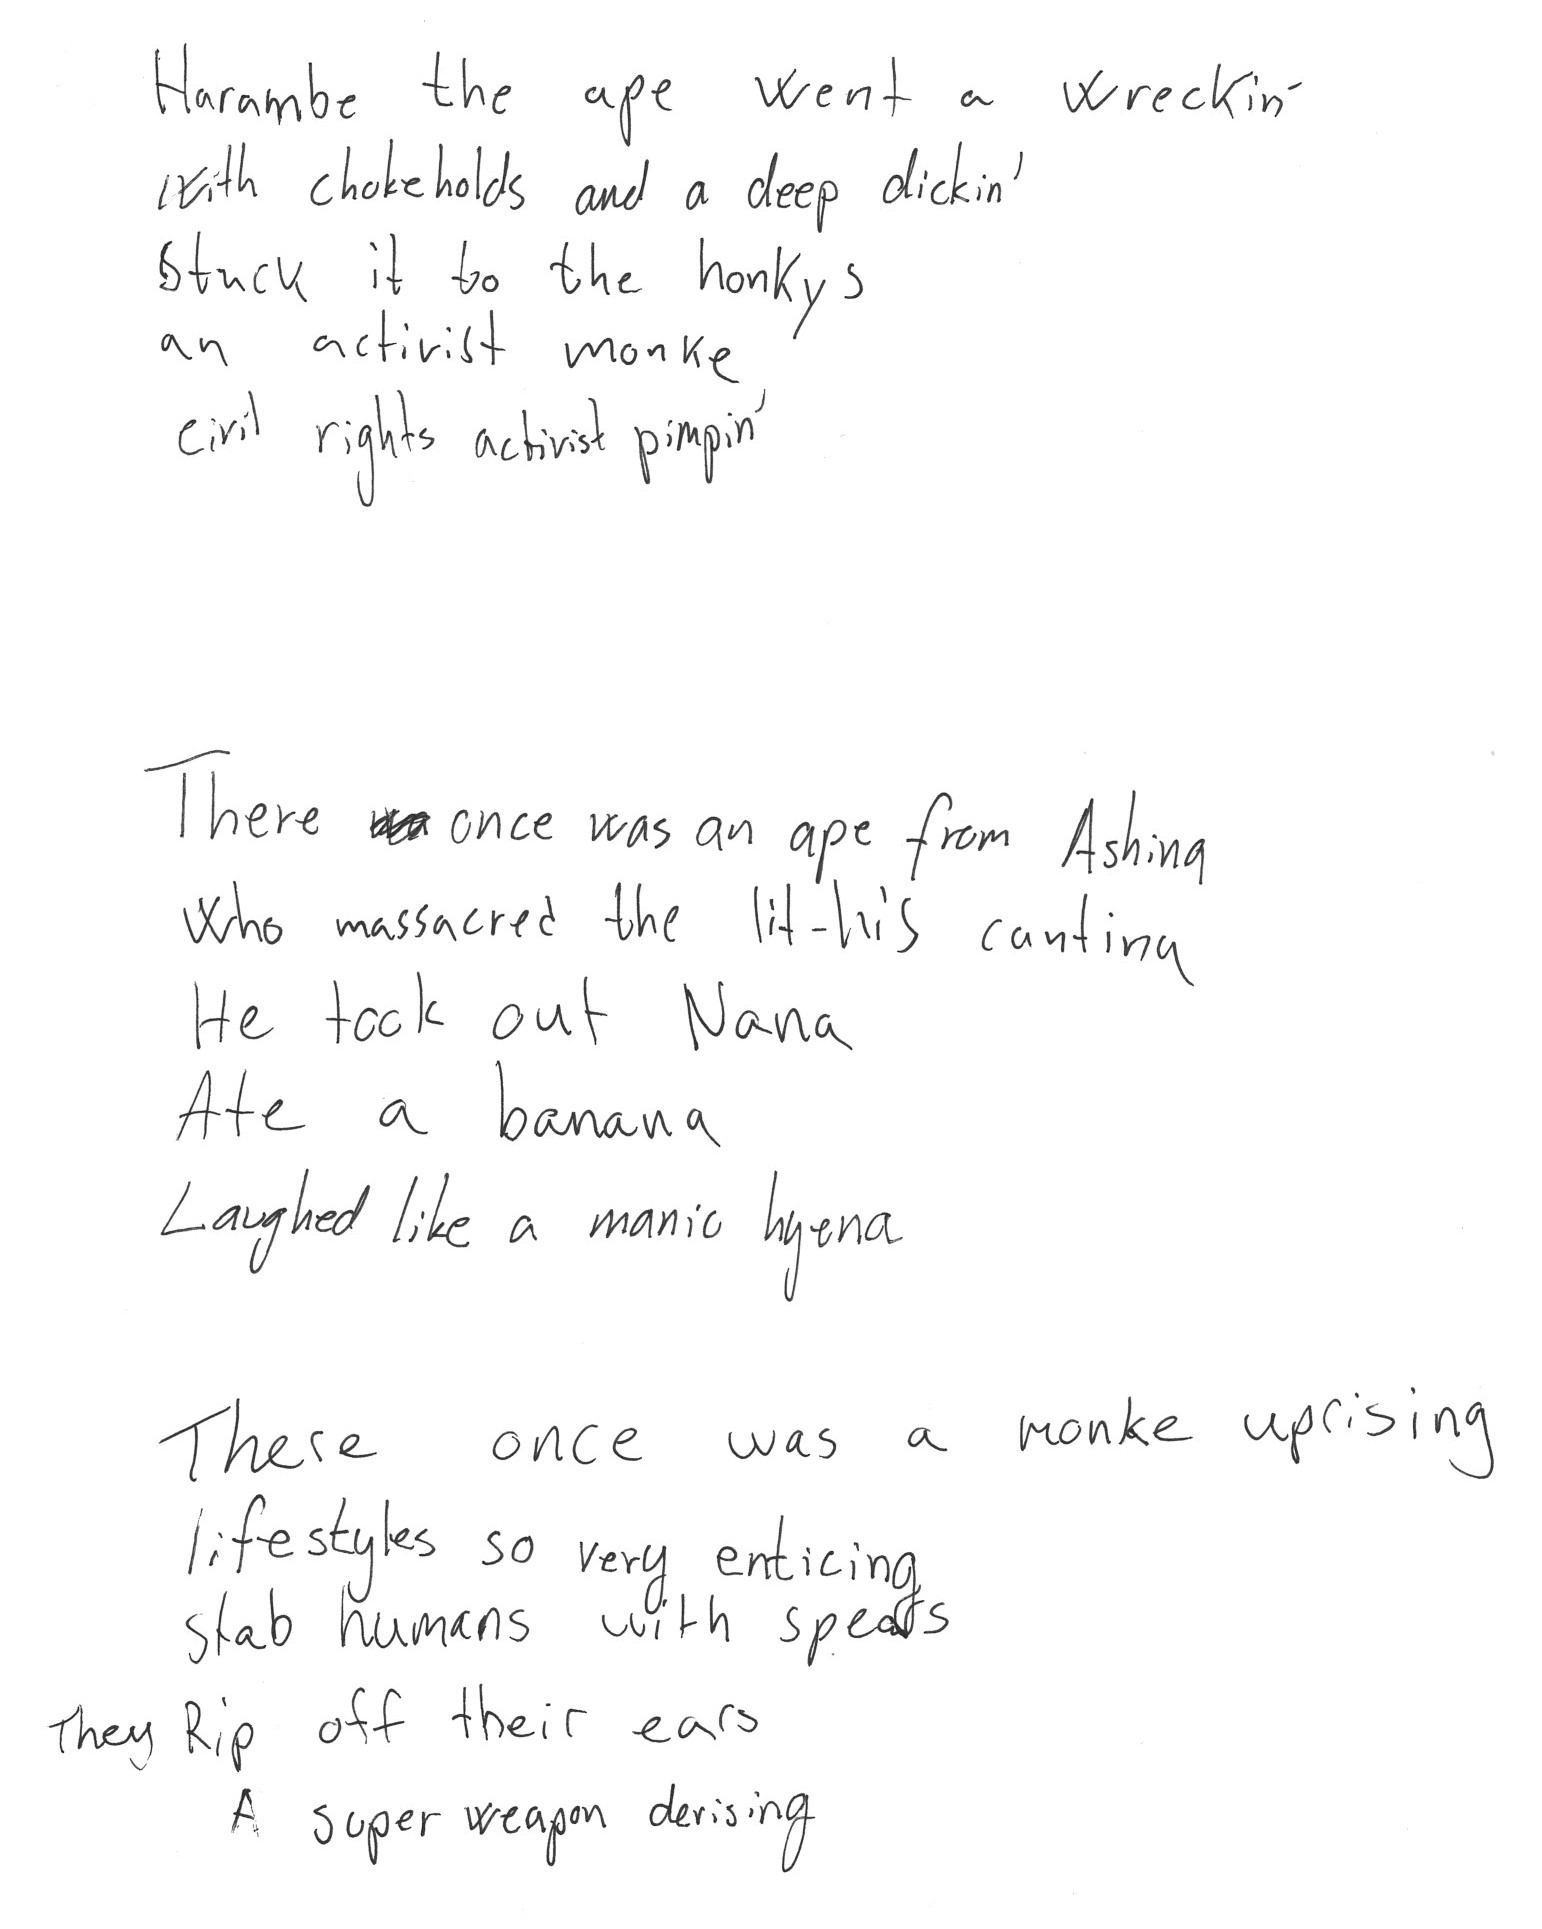 Harambe the ape went a wreckin'
with chokeholds and a deep dickin'
Stuck it to the honkys
an activist monke
civil rights activist pimpin'
There once was an ape from Ashina
Who massacred the cantina
He took out Nana
Ate a banana
Laughed like a manic hyena
There once was a monke uprising
lifestyles so very enticing
stab humans with spears
They Rip off their ears
A super weapon devising